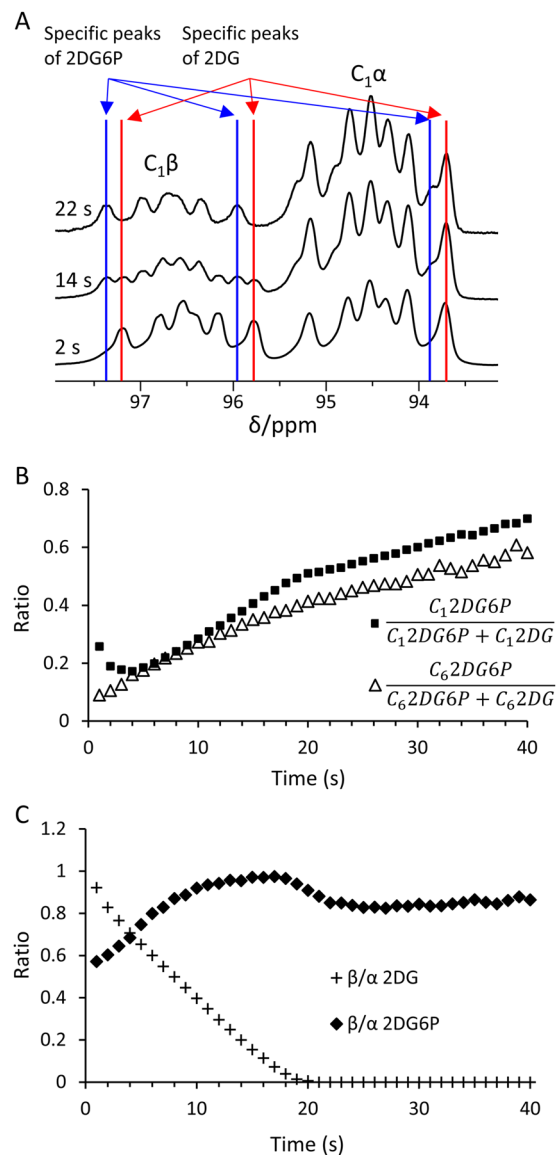 A
Specific peaks of 2DG6P
Specific peaks of 2DG
C₁α
C₁β
22 s
14 s
2 s
97 96 95 94
δ/ppm
B
0.8
0.6
0.4
0.2
0
Ratio
C₁2DG6P
C₁2DG6P + C₁2DG
C₆2DG6P
C₆2DG6P + C₆2DG
0 10 20 30 40
Time (s)
C
1.2
1
0.8
0.6
0.4
0.2
0
Ratio
β/α 2DG
β/α 2DG6P
0 10 20 30 40
Time (s)